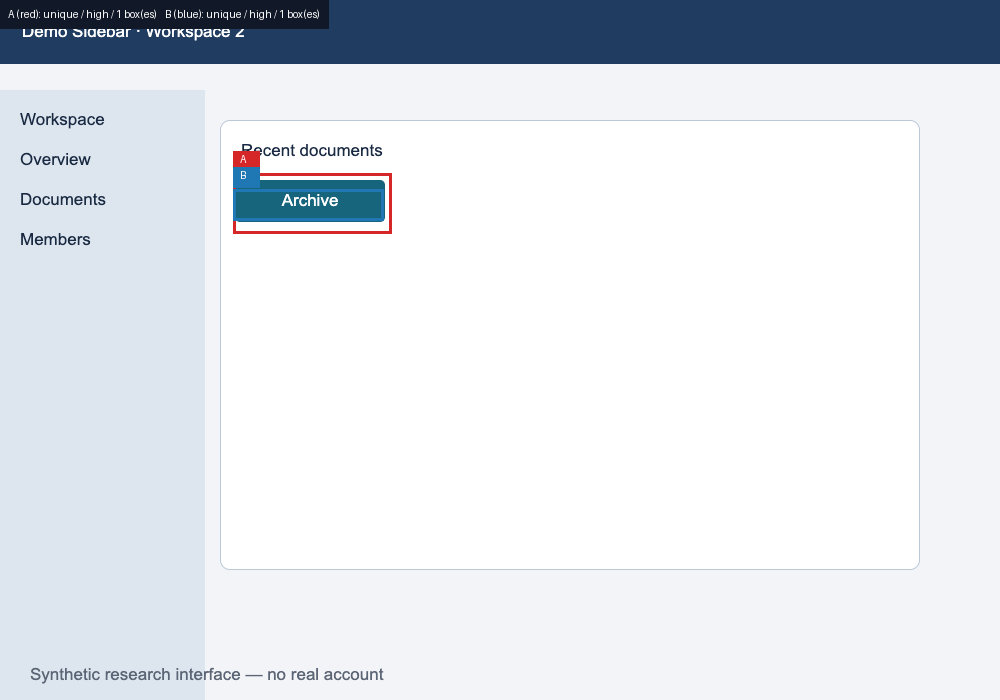 A (red): unique / high / 1 box(es) B (blue): unique / high / 1 box(es)
Demo Sidebar · Workspace 2
Workspace
Overview
Documents
Members
Recent documents
A
B
Archive
Synthetic research interface — no real account